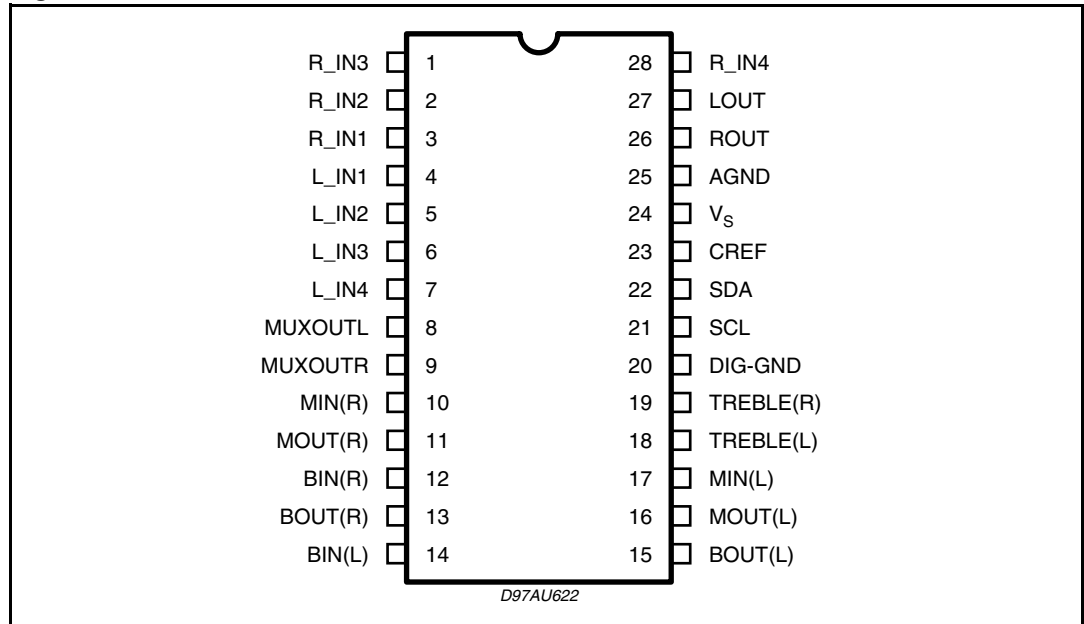 R_IN3 1 28 R_IN4
R_IN2 2 27 LOUT
R_IN1 3 26 ROUT
L_IN1 4 25 AGND
L_IN2 5 24 VS
L_IN3 6 23 CREF
L_IN4 7 22 SDA
MUXOUTL 8 21 SCL
MUXOUTR 9 20 DIG-GND
MIN(R) 10 19 TREBLE(R)
MOUT(R) 11 18 TREBLE(L)
BIN(R) 12 17 MIN(L)
BOUT(R) 13 16 MOUT(L)
BIN(L) 14 15 BOUT(L)
D97AU622